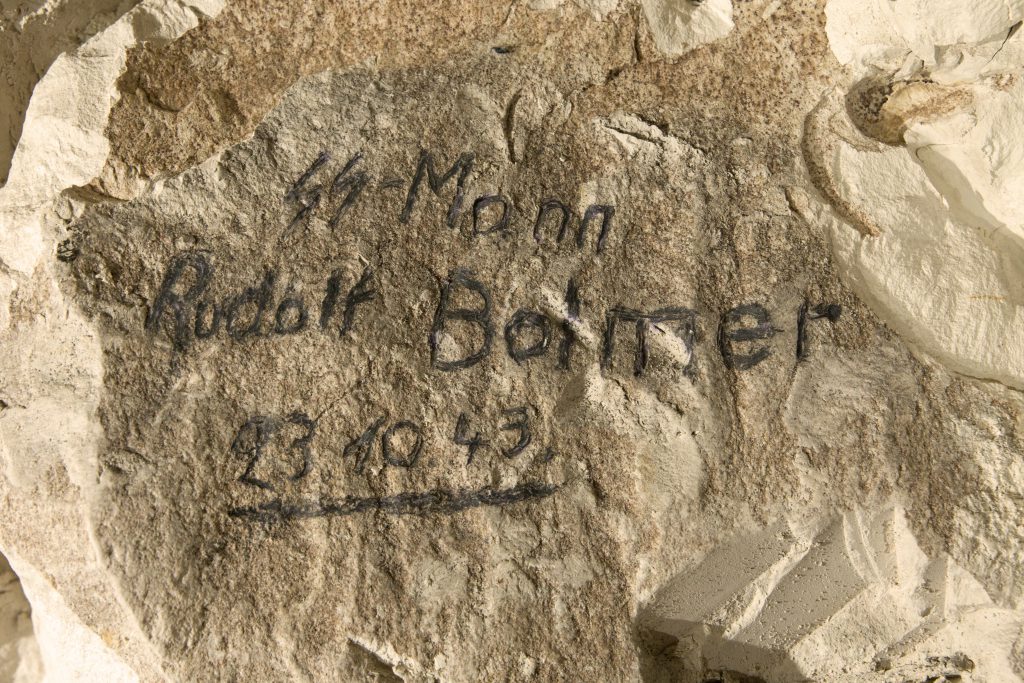 SS-Mann
Rudolf Bolmer
23.10.43.